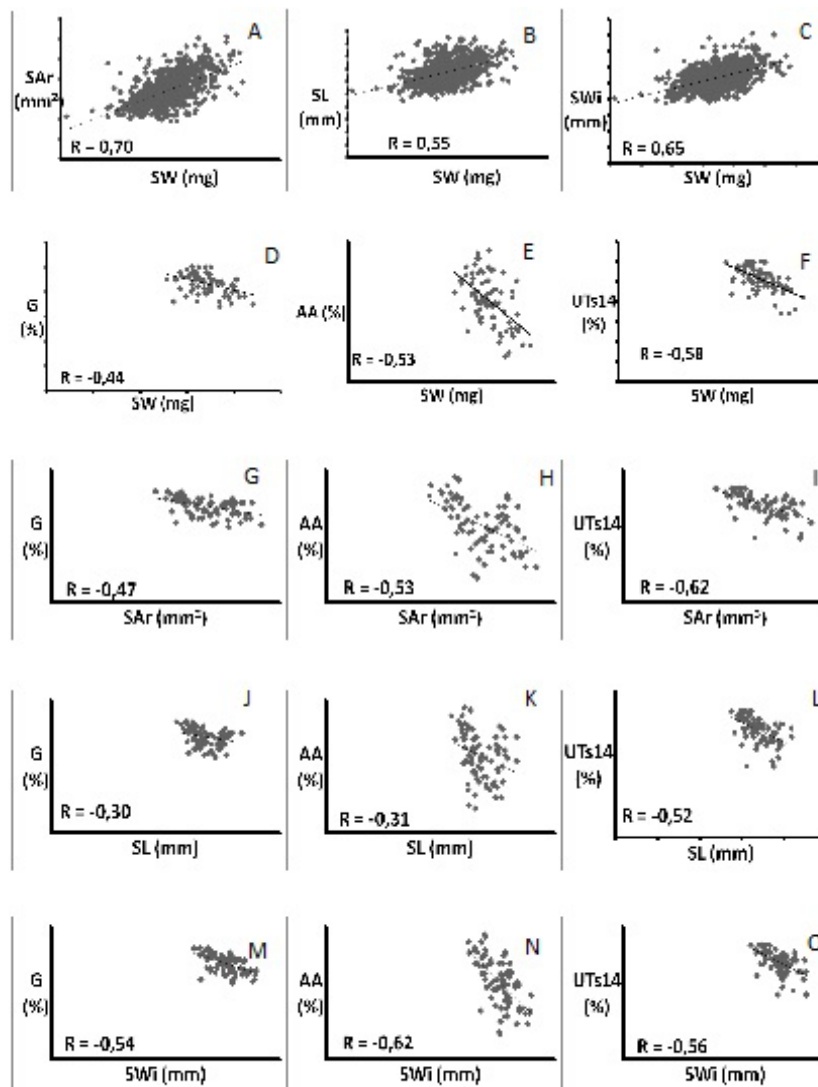 A
SAr
(mm²)
R – 0,70
SW (mg)
B
SL
(mm)
R = 0,55
SW (mg)
C
SWi
(mm)
R = 0,65
SW (mg)
D
G
(%)
R = -0,44
SW (mg)
E
AA (%)
R = -0,53
SW (mg)
F
UTs14
(%)
R = -0,58
SW (mg)
G
G
(%)
R = -0,47
SAr (mm²)
H
AA
(%)
R = -0,53
SAr (mm²)
I
UTs14
(%)
R = -0,62
SAr (mm²)
J
G
(%)
R = -0,30
SL (mm)
K
AA
(%)
R = -0,31
SL (mm)
L
UTs14
(%)
R = -0,52
SL (mm)
M
G
(%)
R = -0,54
SWi (mm)
N
AA
(%)
R = -0,62
SWi (mm)
O
UTs14
(%)
R = -0,56
SWi (mm)